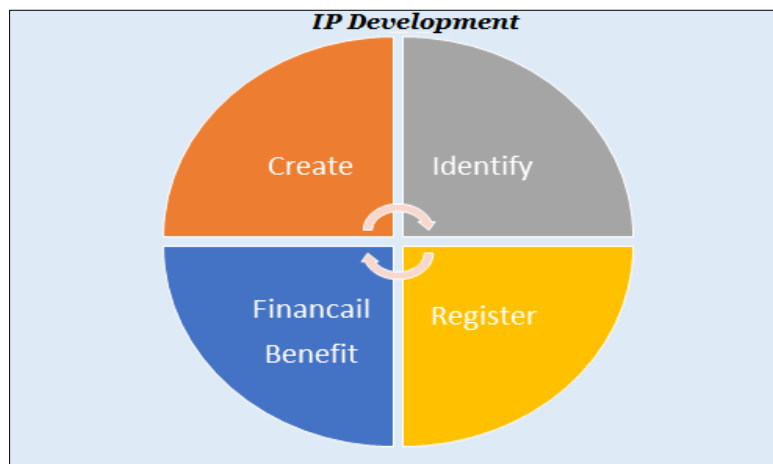 IP Development
Create
Identify
Financail
Benefit
Register